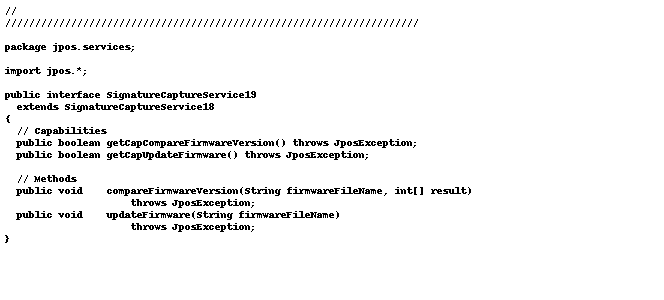 //
/////////////////////////////////////////////////////////////////////

package jpos.services;

import jpos.*;

public interface SignatureCaptureService19
  extends SignatureCaptureService18
{
  // Capabilities
  public boolean getCapCompareFirmwareVersion() throws JposException;
  public boolean getCapUpdateFirmware() throws JposException;

  // Methods
  public void    compareFirmwareVersion(String firmwareFileName, int[] result)
                     throws JposException;
  public void    updateFirmware(String firmwareFileName)
                     throws JposException;
}